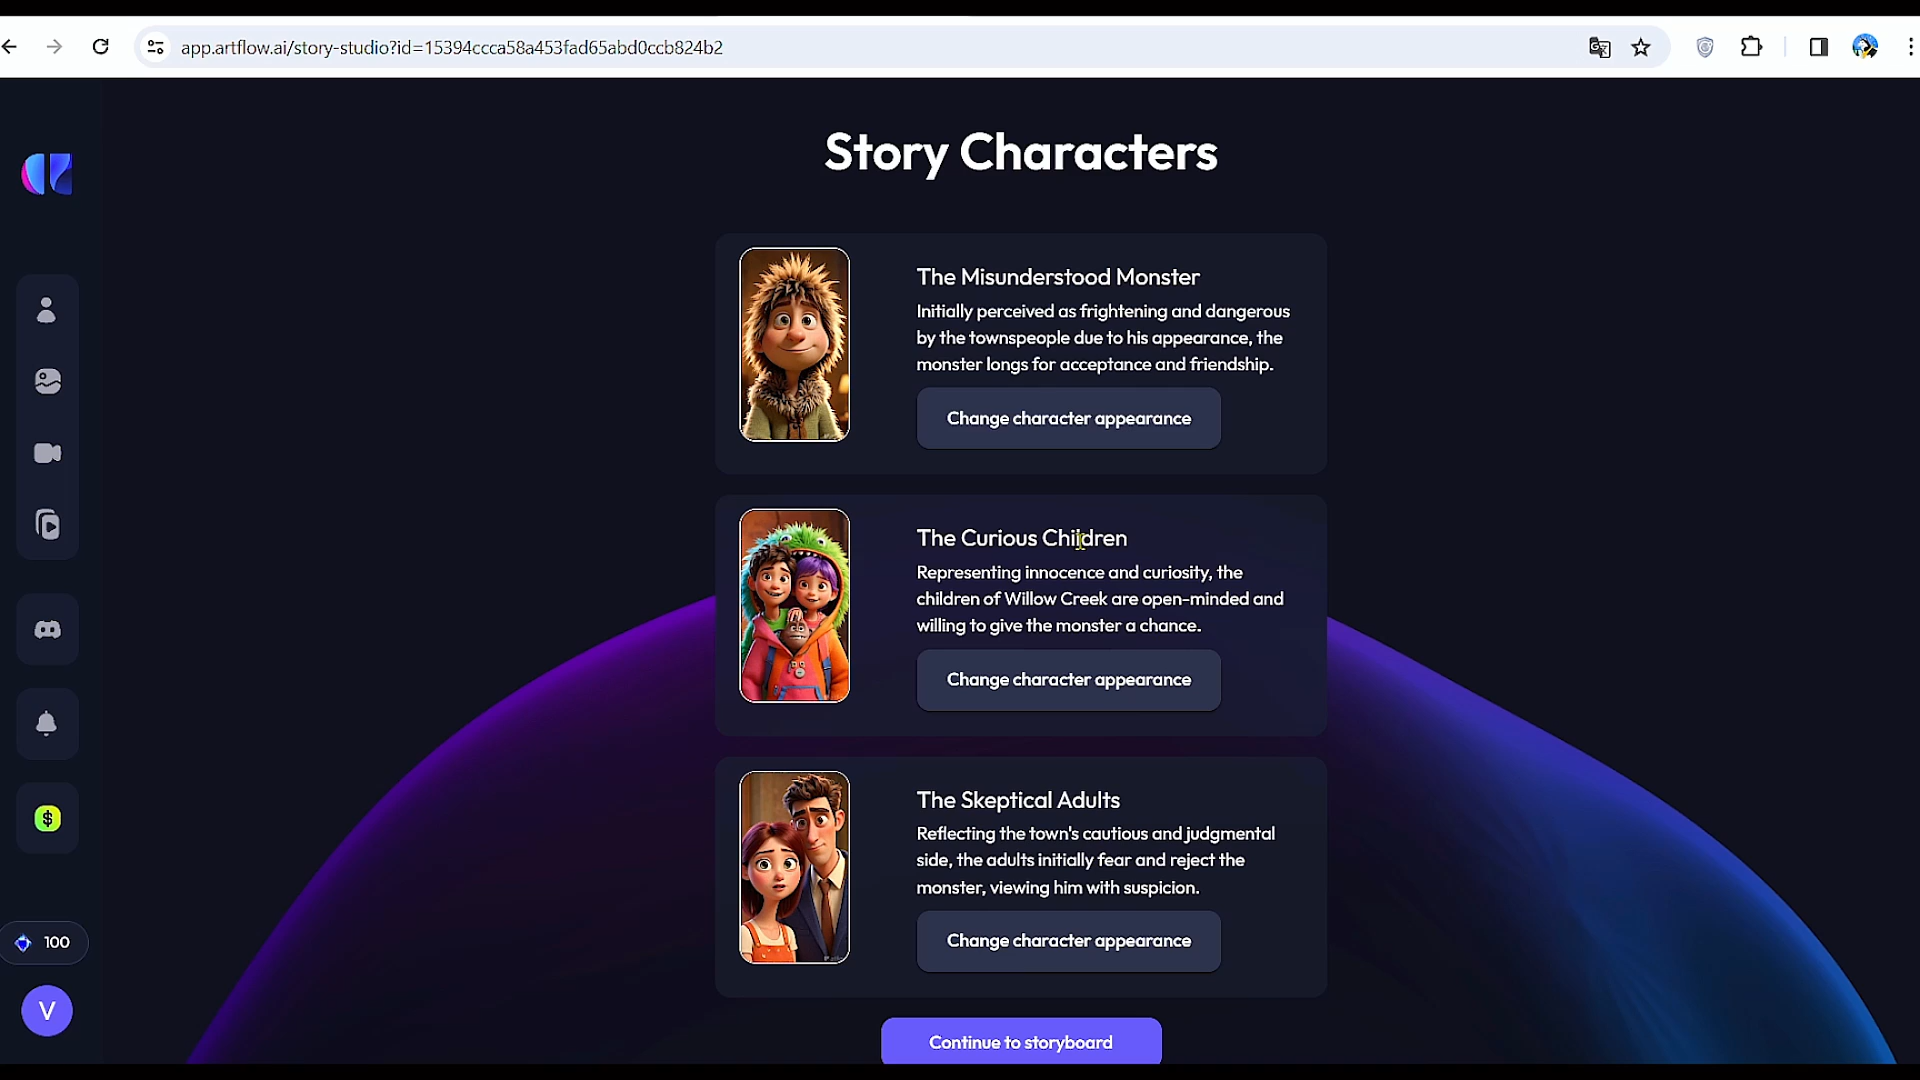 app.artflow.ai/story-studio?id=15394ccca58a453fad65abd0ccb824b2
Story Characters
The Misunderstood Monster
Initially perceived as frightening and dangerous
by the townspeople due to his appearance, the
monster longs for acceptance and friendship.
Change character appearance
The Curious Children
Representing innocence and curiosity, the
children of Willow Creek are open-minded and
willing to give the monster a chance.
Change character appearance
The Skeptical Adults
Reflecting the town's cautious and judgmental
side, the adults initially fear and reject the
monster, viewing him with suspicion.
Change character appearance
Continue to storyboard
$
100
V